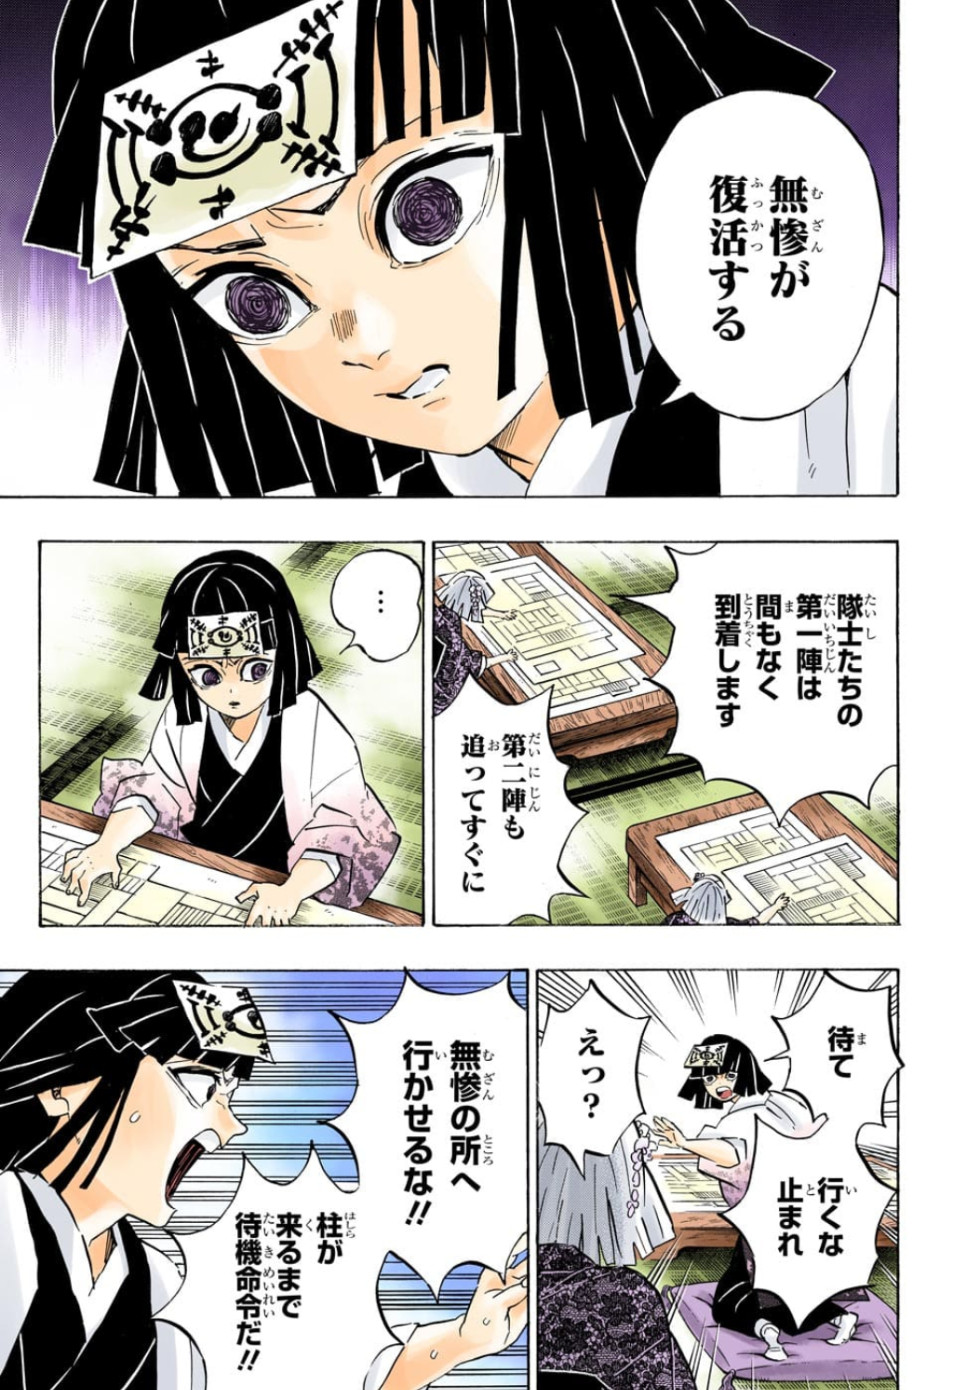 無惨が
復活する
隊士たちの
第一陣は
間もなく
到着します
第二陣も
追ってすぐに
…
待て
行くな
止まれ
えっ？
無惨の所へ
行かせるな!!
柱が
来るまで
待機命令だ!!